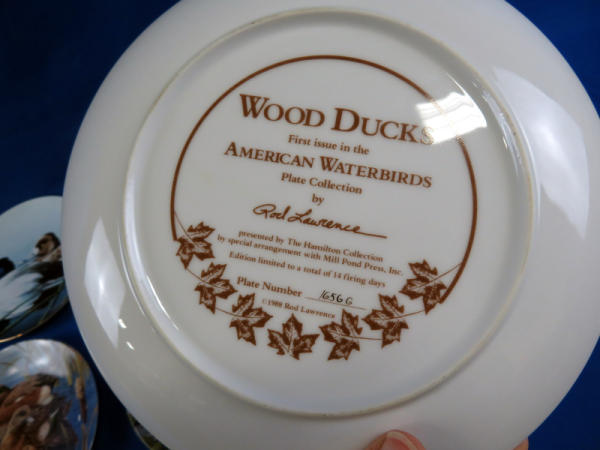 WOOD DUCKS
First issue in the
AMERICAN WATERBIRDS
Plate Collection
by
Rod Lawrence
presented by The Hamilton Collection
by special arrangement with Mill Pond Press, Inc.
Edition limited to a total of 14 firing days
Plate Number 1656 G
©1988 Rod Lawrence